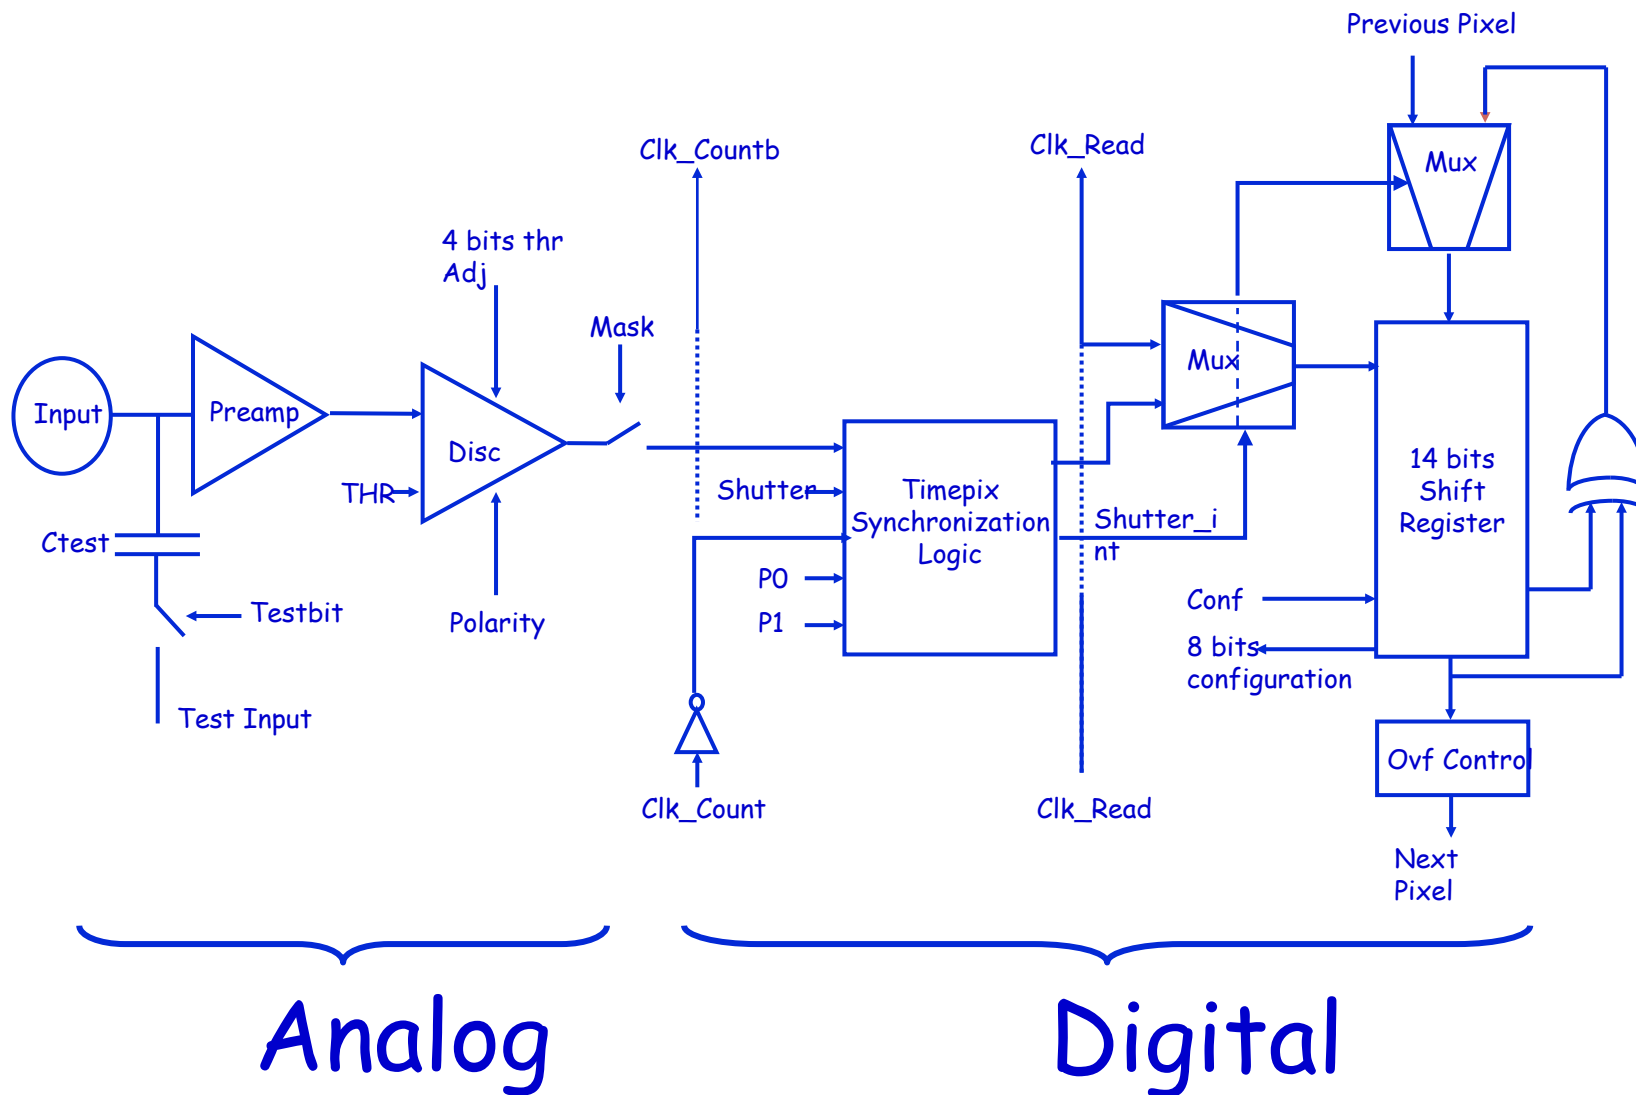 Previous Pixel
Clk_Countb
Clk_Read
Mux
4 bits thr
Adj
Mask
Mux
Input
Preamp
Disc
THR
Shutter
Timepix
Synchronization
Logic
Shutter_i
nt
14 bits
Shift
Register
Ctest
P0
P1
Conf
Testbit
Polarity
8 bits
configuration
Test Input
Ovf Control
Clk_Count
Clk_Read
Next
Pixel
Analog
Digital